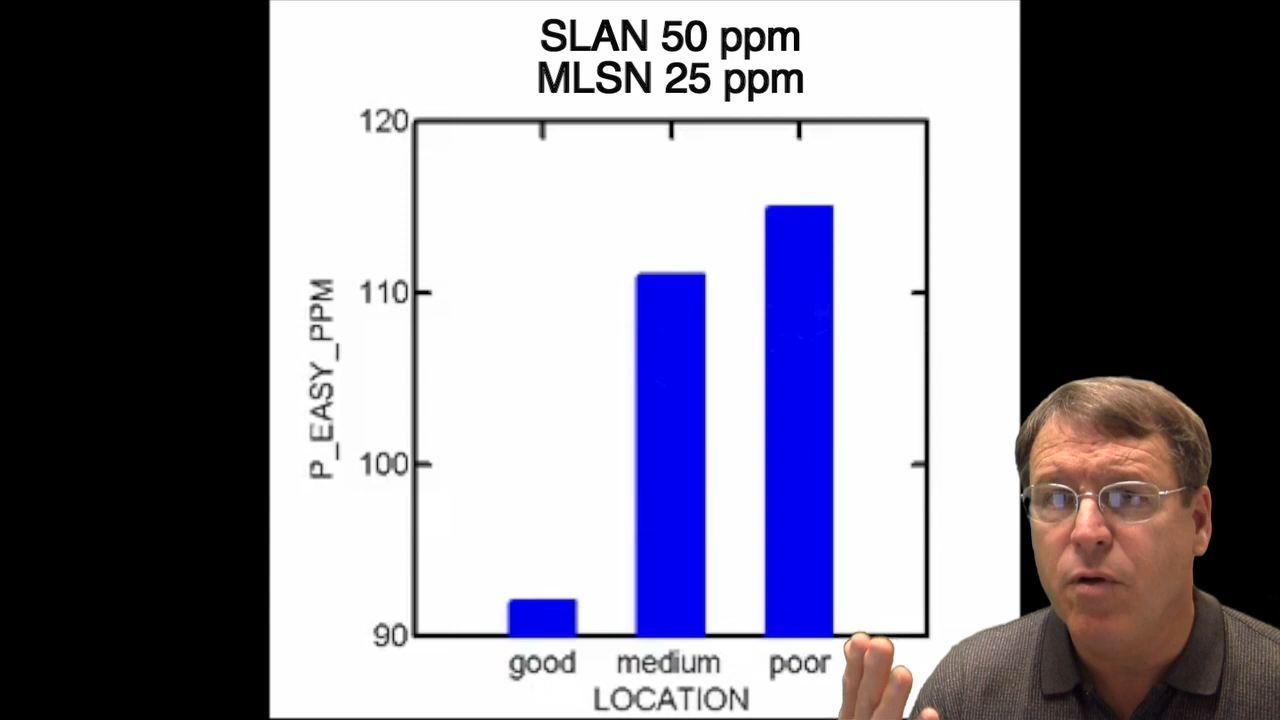 SLAN 50 ppm
MLSN 25 ppm
120
110
100
90
P_EASY_PPM
good medium poor
LOCATION